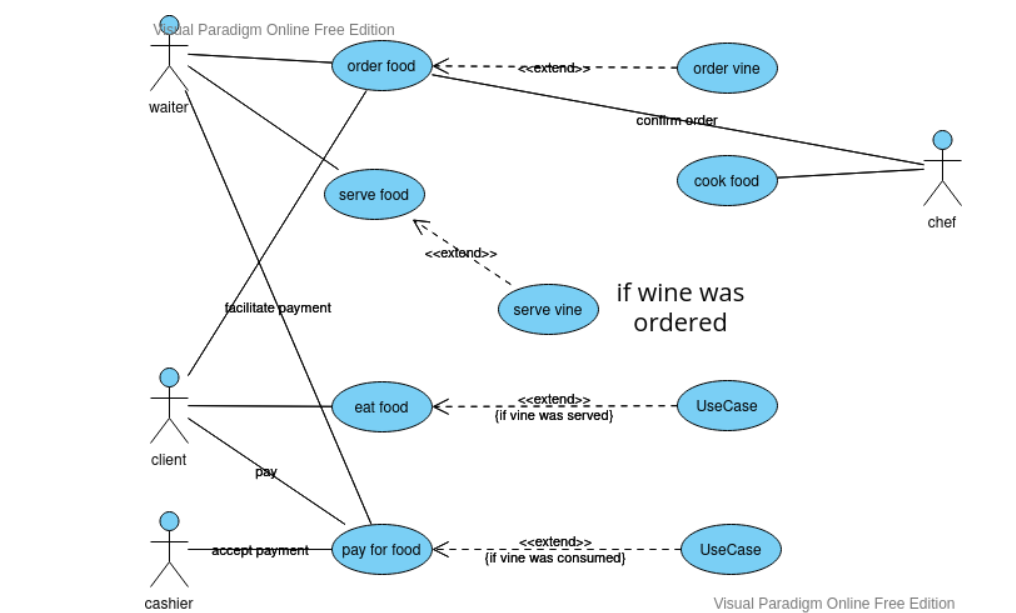 Visual Paradigm Online Free Edition
waiter
order food
<<extend>>
order vine
confirm order
cook food
chef
serve food
<<extend>>
serve vine
if wine was
ordered
facilitate payment
client
eat food
<<extend>>
{if vine was served}
UseCase
pay
cashier
accept payment
pay for food
<<extend>>
{if vine was consumed}
UseCase
Visual Paradigm Online Free Edition